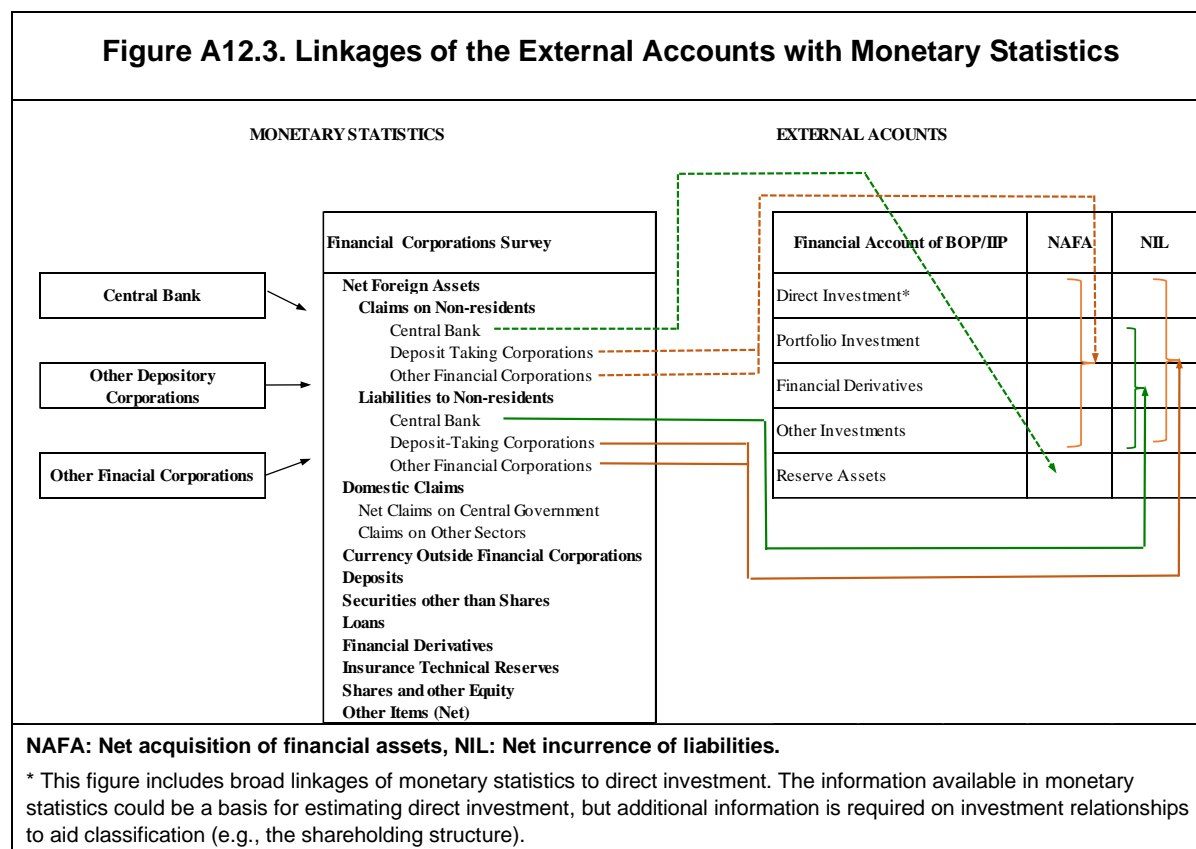 Figure A12.3. Linkages of the External Accounts with Monetary Statistics
MONETARY STATISTICS
EXTERNAL ACOUNTS
Central Bank
Other Depository
Corporations
Other Finacial Corporations
Financial Corporations Survey
Net Foreign Assets
Claims on Non-residents
Central Bank
Deposit Taking Corporations
Other Financial Corporations
Liabilities to Non-residents
Central Bank
Deposit-Taking Corporations
Other Financial Corporations
Domestic Claims
Net Claims on Central Government
Claims on Other Sectors
Currency Outside Financial Corporations
Deposits
Securities other than Shares
Loans
Financial Derivatives
Insurance Technical Reserves
Shares and other Equity
Other Items (Net)
Financial Account of BOP/IIP NAFA NIL
Direct Investment*
Portfolio Investment
Financial Derivatives
Other Investments
Reserve Assets
NAFA: Net acquisition of financial assets, NIL: Net incurrence of liabilities.
* This figure includes broad linkages of monetary statistics to direct investment. The information available in monetary
statistics could be a basis for estimating direct investment, but additional information is required on investment relationships
to aid classification (e.g., the shareholding structure).